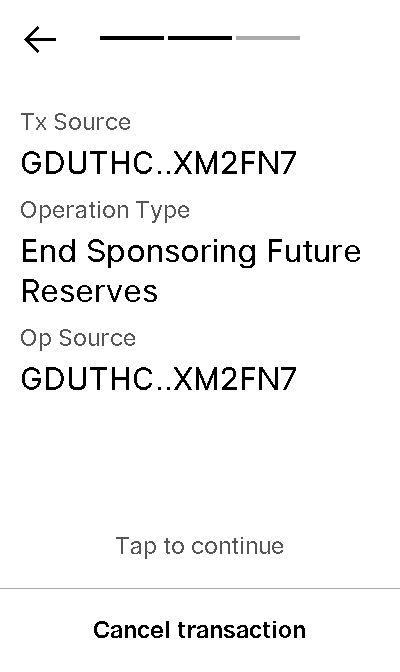 Tx Source
GDUTHC..XM2FN7
Operation Type
End Sponsoring Future
Reserves
Op Source
GDUTHC..XM2FN7
Tap to continue
Cancel transaction